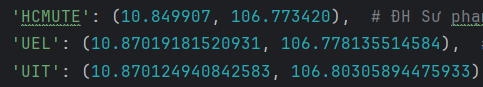 'HCMUTE': (10.849907, 106.773420),  # ĐH Sư phạm
'UEL': (10.87019181520931, 106.778135514584),  #
'UIT': (10.870124940842583, 106.80305894475933)